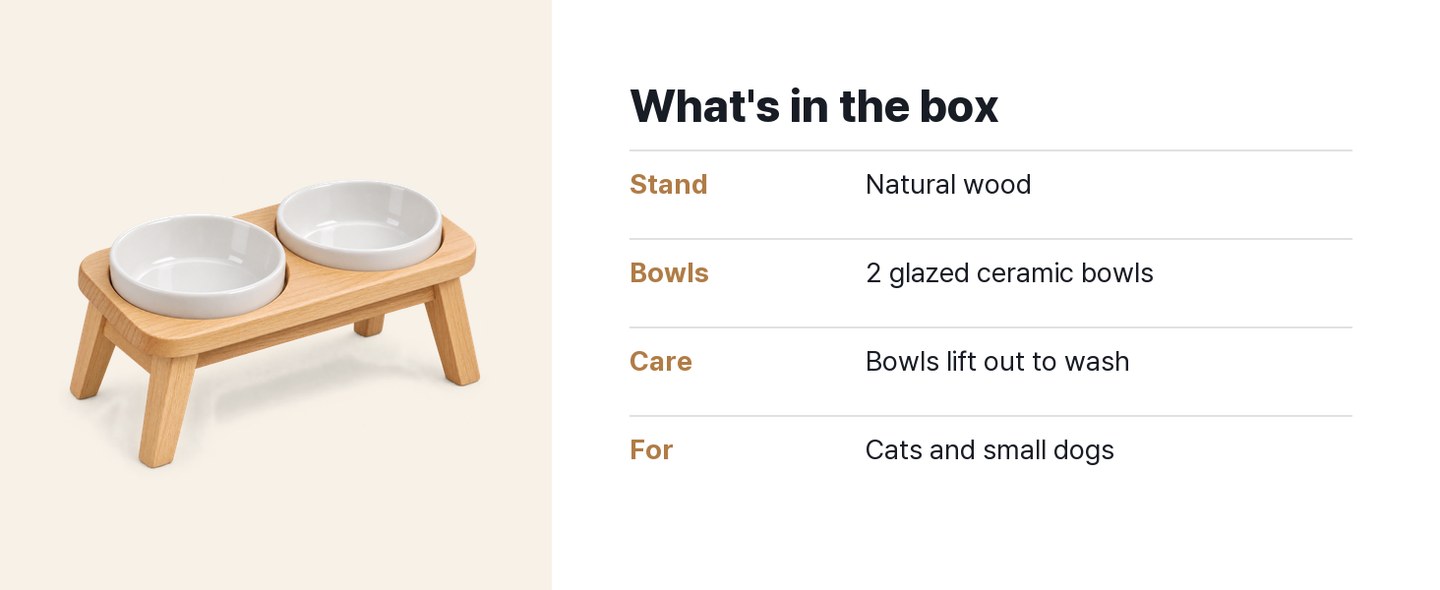 What's in the box
Stand Natural wood
Bowls 2 glazed ceramic bowls
Care Bowls lift out to wash
For Cats and small dogs